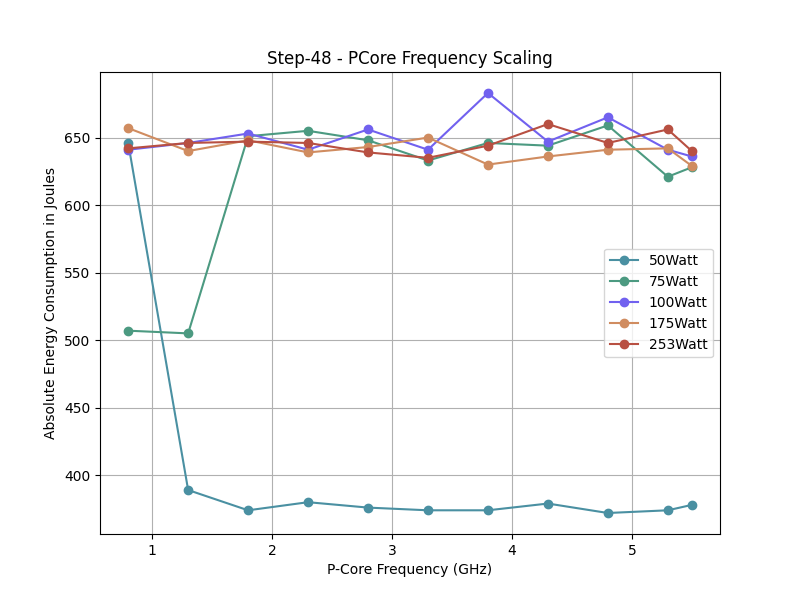 Step-48 - PCore Frequency Scaling
Absolute Energy Consumption in Joules
650
600
550
500
450
400
50Watt
75Watt
100Watt
175Watt
253Watt
1 2 3 4 5
P-Core Frequency (GHz)